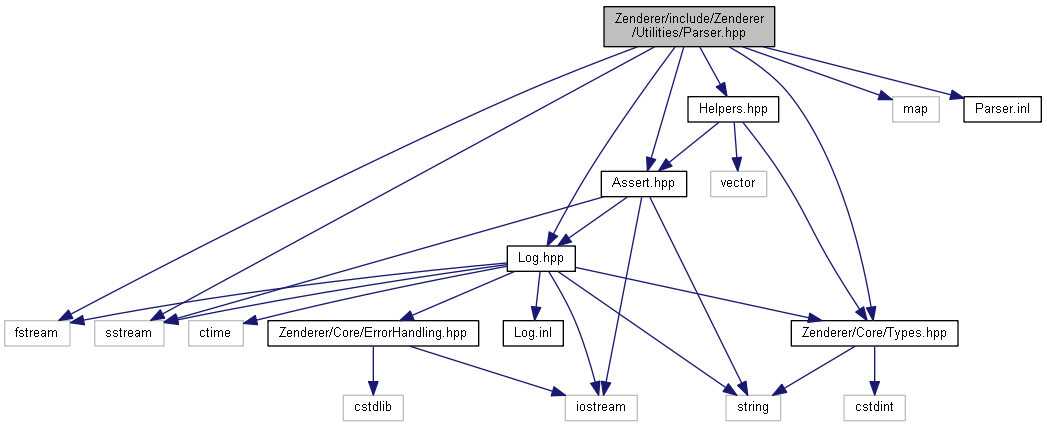 Zenderer/include/Zenderer
/Utilities/Parser.hpp
Helpers.hpp
map
Parser.inl
Assert.hpp
vector
Log.hpp
fstream
sstream
ctime
Zenderer/Core/ErrorHandling.hpp
Log.inl
Zenderer/Core/Types.hpp
cstdlib
iostream
string
cstdint